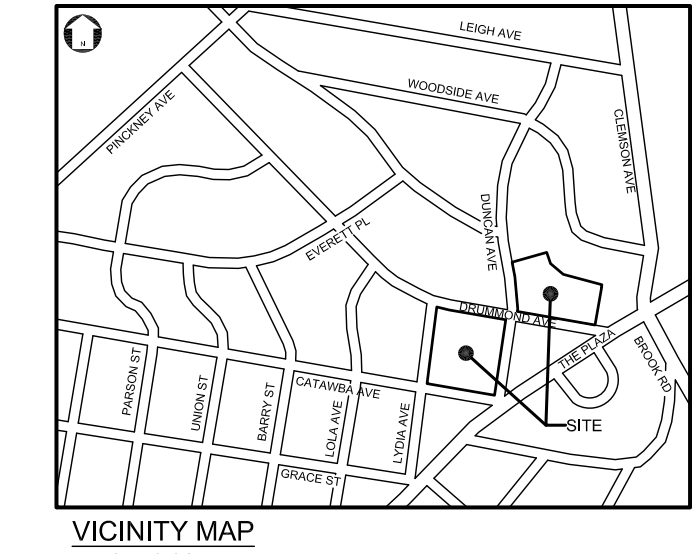 N
LEIGH AVE
WOODSIDE AVE
PINCKNEY AVE
CLEMSON AVE
DUNCAN AVE
EVERETT PL
DRUMMOND AVE
THE PLAZA
BROOK RD
PARSON ST
UNION ST
BARRY ST
CATAWBA AVE
LOLA AVE
LYDIA AVE
SITE
GRACE ST
VICINITY MAP